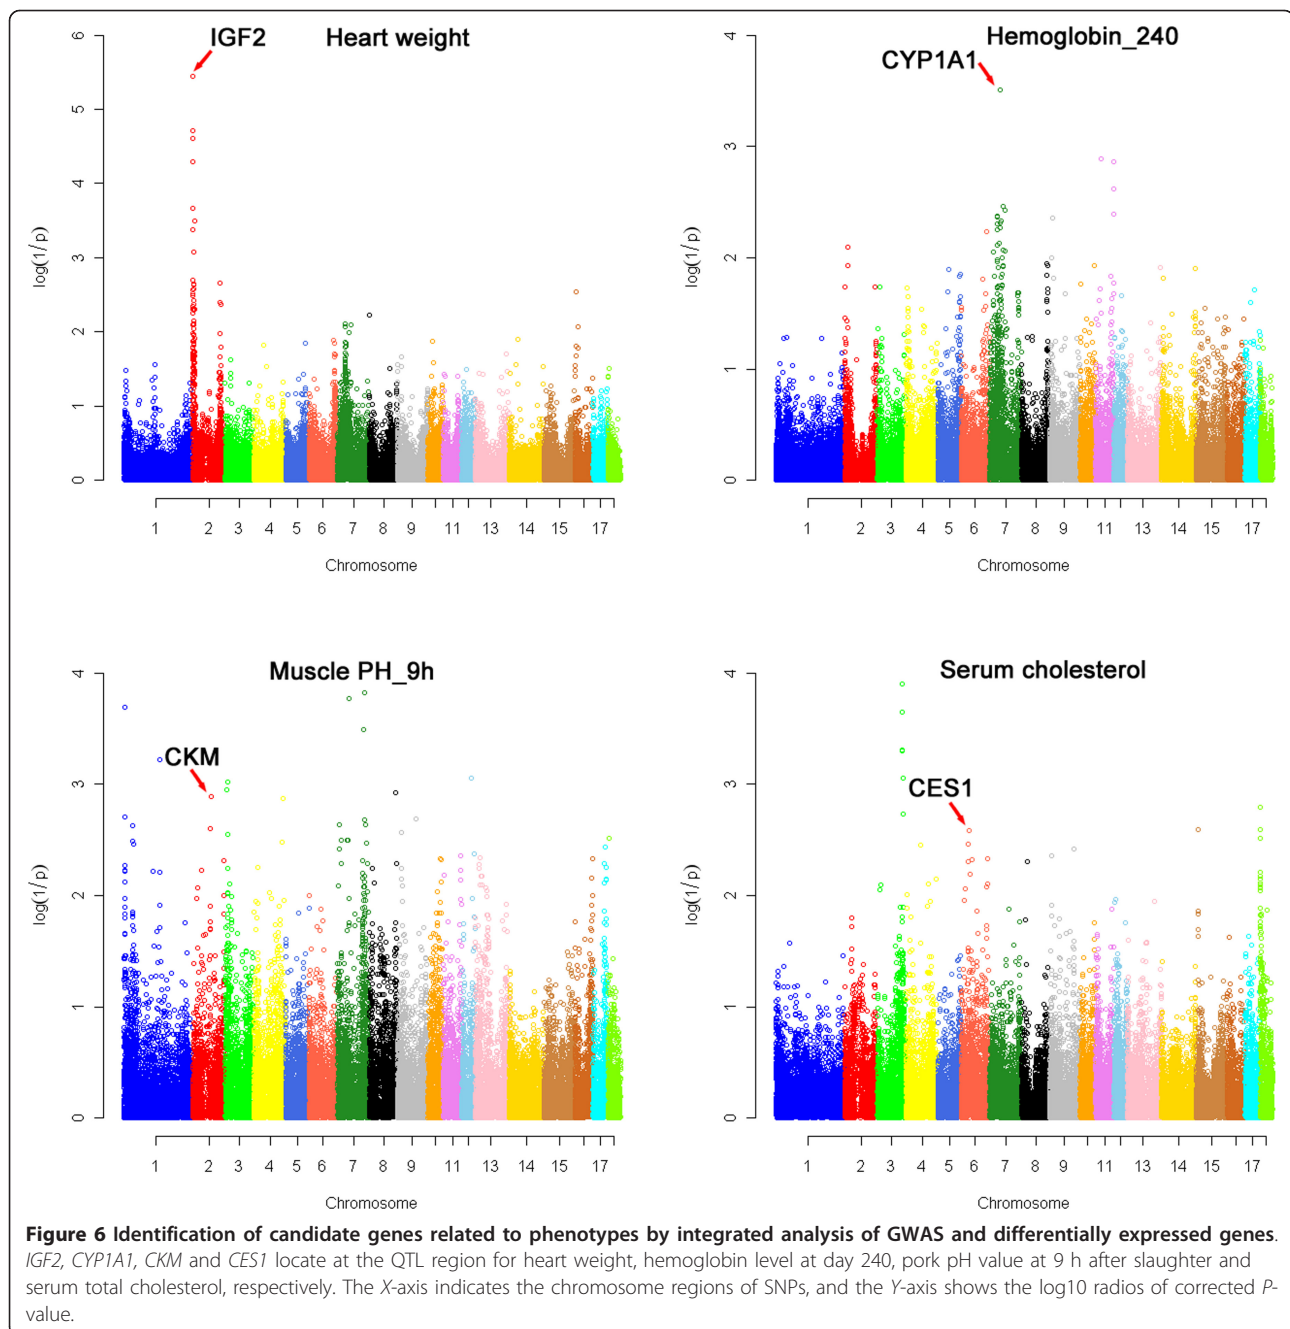 IGF2 Heart weight
6
5
4
3
2
1
0
log(1/p)
1 2 3 4 5 6 7 8 9 11 13 15 17
Chromosome
Hemoglobin_240
CYP1A1
4
3
2
1
0
log(1/p)
1 2 3 4 5 6 7 8 9 11 13 15 17
Chromosome
Muscle PH_9h
CKM
4
3
2
1
0
log(1/p)
1 2 3 4 5 6 7 8 9 11 13 15 17
Chromosome
Serum cholesterol
CES1
4
3
2
1
0
log(1/p)
1 2 3 4 5 6 7 8 9 11 13 15 17
Chromosome
Figure 6 Identification of candidate genes related to phenotypes by integrated analysis of GWAS and differentially expressed genes.
IGF2, CYP1A1, CKM and CES1 locate at the QTL region for heart weight, hemoglobin level at day 240, pork pH value at 9 h after slaughter and
serum total cholesterol, respectively. The X-axis indicates the chromosome regions of SNPs, and the Y-axis shows the log10 radios of corrected P-
value.